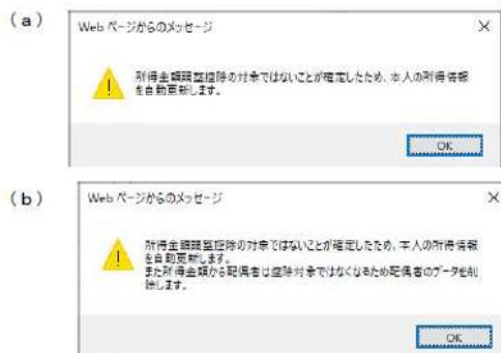 (a)
Web ページからのメッセージ
所得金額調整控除の対象ではないことが確定したため、本人の所得情報
を自動更新します。
OK
(b)
Web ページからのメッセージ
所得金額調整控除の対象ではないことが確定したため、本人の所得情報
を自動更新します。
また所得金額から配偶者は控除対象ではなくなるため配偶者のデータを削
除します。
OK